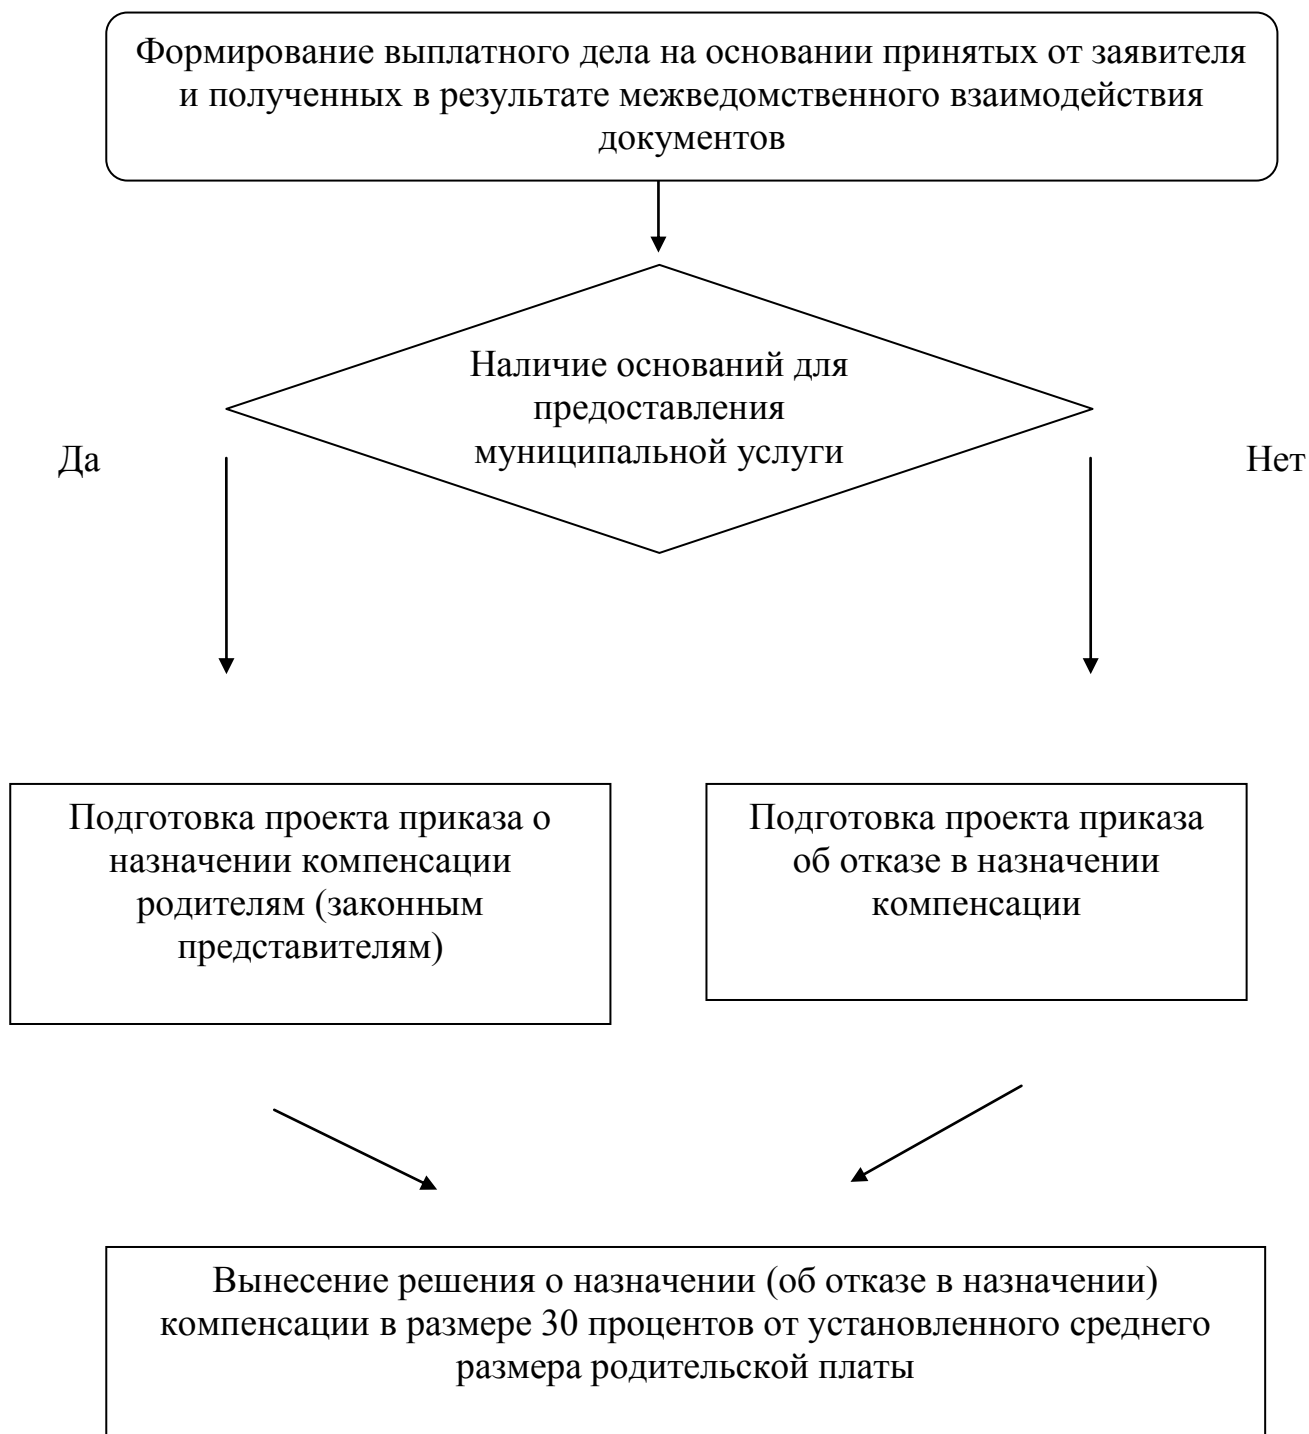 Формирование выплатного дела на основании принятых от заявителя
и полученных в результате межведомственного взаимодействия
документов
Наличие оснований для
предоставления
муниципальной услуги
Да
Нет
Подготовка проекта приказа о
назначении компенсации
родителям (законным
представителям)
Подготовка проекта приказа
об отказе в назначении
компенсации
Вынесение решения о назначении (об отказе в назначении)
компенсации в размере 30 процентов от установленного среднего
размера родительской платы